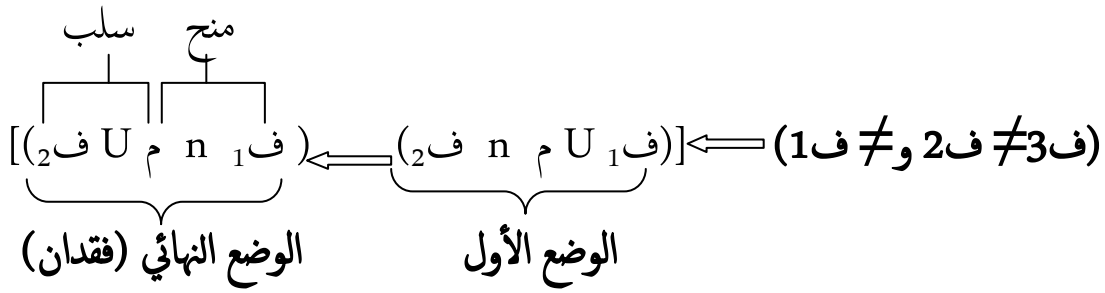 منح سلب
(ف3≠ ف2 و≠ ف1) ⇐ [(ف₁ U م n ف₂) ⇐ (ف₁ n م U ف₂)]
الوضع الأول الوضع النهائي (فقدان)